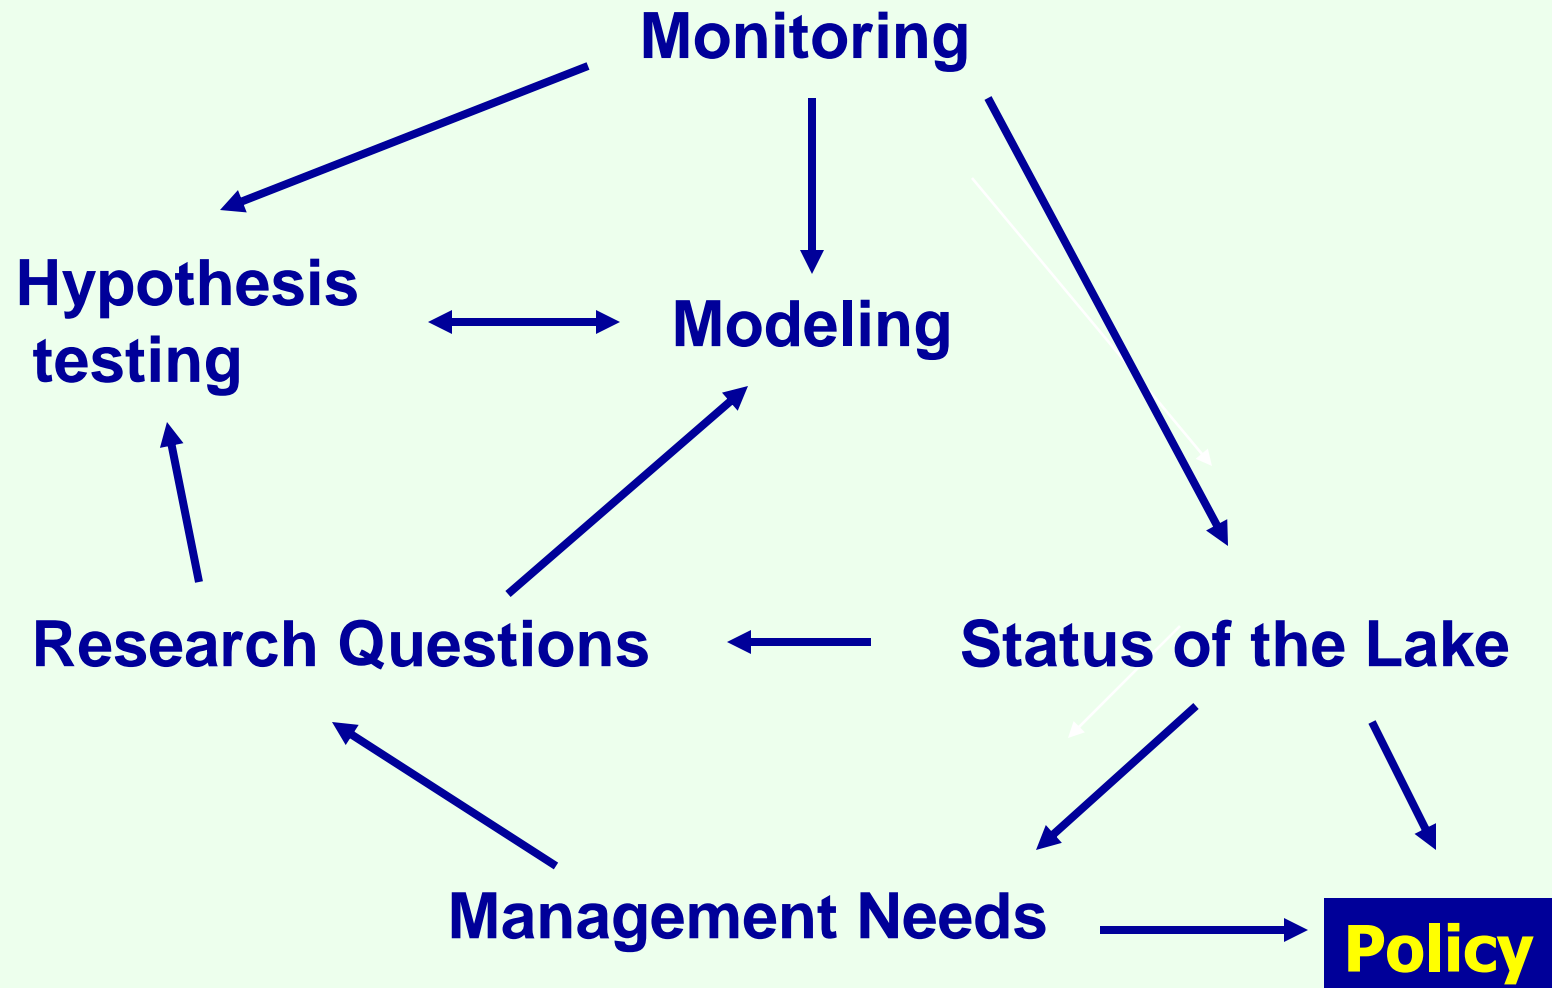 Monitoring
Hypothesis
testing
Modeling
Research Questions
Status of the Lake
Management Needs
Policy